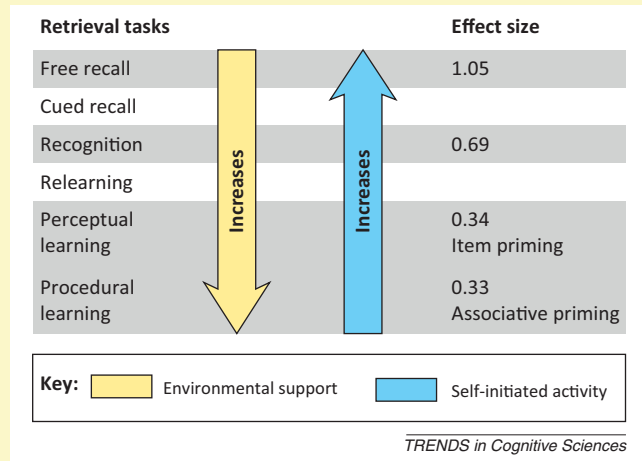 Retrieval tasks Effect size
Free recall 1.05
Cued recall
Recognition 0.69
Relearning
Perceptual 0.34
learning Item priming
Procedural 0.33
learning Associative priming
Increases
Increases
Key: Environmental support Self-initiated activity
TRENDS in Cognitive Sciences